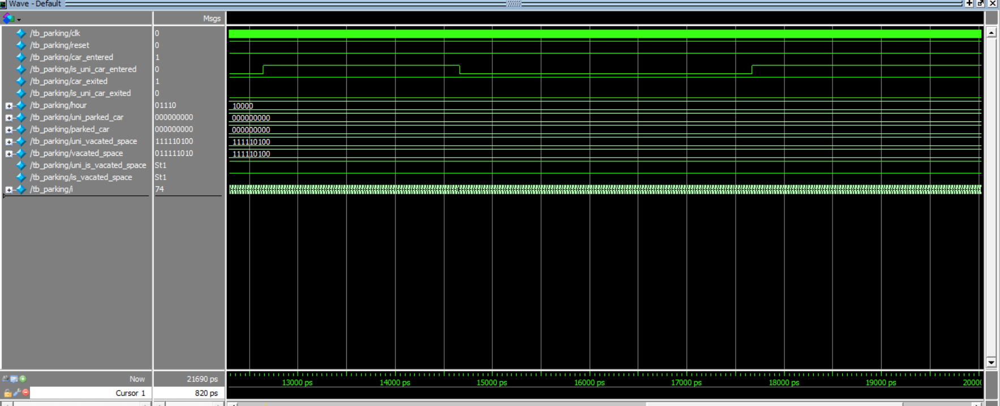 Wave - Default
Msgs
/tb_parking/clk 0
/tb_parking/reset 0
/tb_parking/car_entered 1
/tb_parking/is_uni_car_entered 0
/tb_parking/car_exited 1
/tb_parking/is_uni_car_exited 0
/tb_parking/hour 01110 10000
/tb_parking/uni_parked_car 000000000 000000000
/tb_parking/parked_car 000000000 000000000
/tb_parking/uni_vacated_space 111110100 111110100
/tb_parking/vacated_space 011111010 111110100
/tb_parking/uni_is_vacated_space St1
/tb_parking/is_vacated_space St1
/tb_parking/i 74
Now 21690 ps
13000 ps 14000 ps 15000 ps 16000 ps 17000 ps 18000 ps 19000 ps
Cursor 1 820 ps